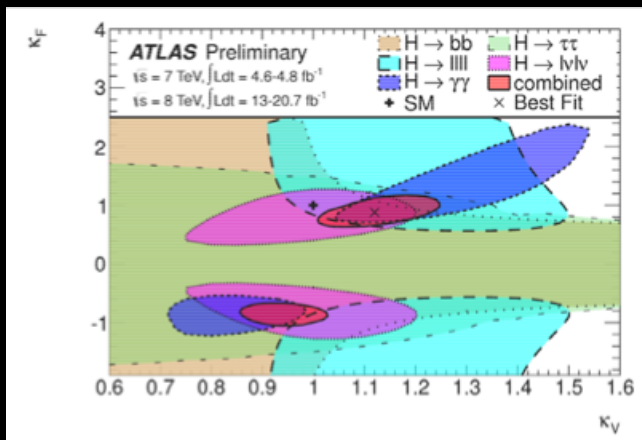 κF
4
3
2
1
0
-1
ATLAS Preliminary
√s = 7 TeV, ∫Ldt = 4.6-4.8 fb-1
√s = 8 TeV, ∫Ldt = 13-20.7 fb-1
H → bb
H → ττ
H → llll
H → lνlν
H → γγ
combined
SM
Best Fit
0.6 0.7 0.8 0.9 1 1.1 1.2 1.3 1.4 1.5 1.6
κV